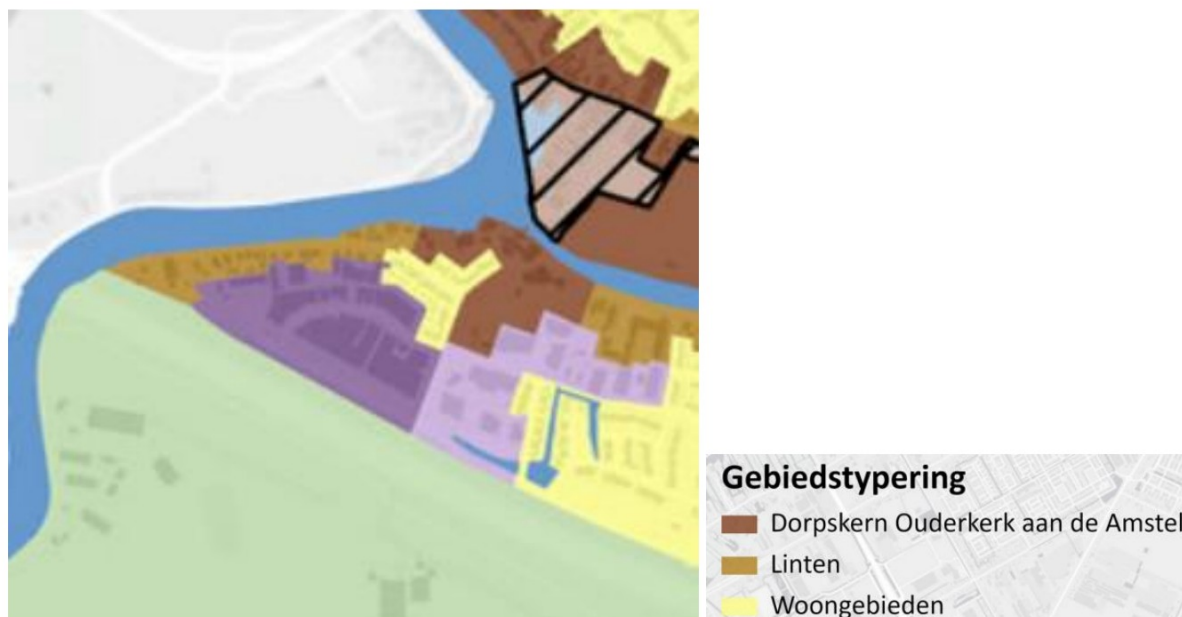 Gebiedstypering
Dorpskern Ouderkerk aan de Amstel
Linten
Woongebieden